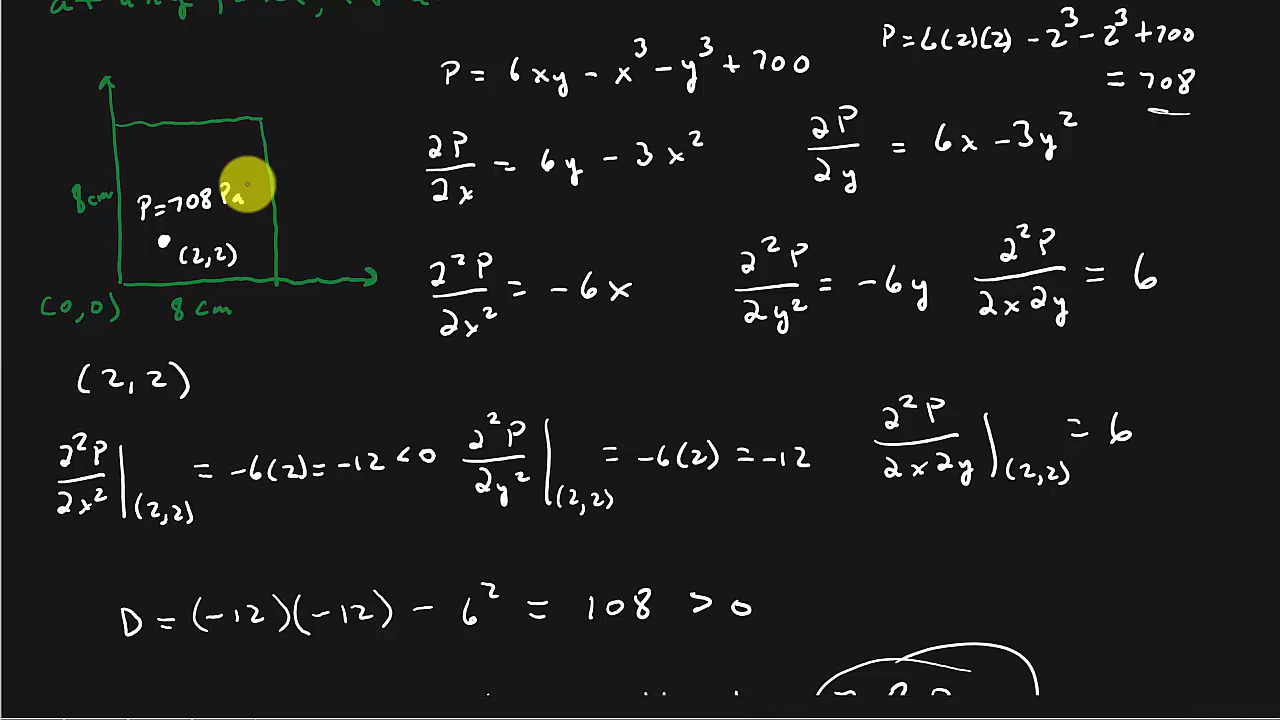 P = 6xy - x³ - y³ + 700
P = 6(2)(2) - 2³ - 2³ + 700
= 708
∂P/∂x = 6y - 3x²
∂P/∂y = 6x - 3y²
8cm
P = 708 Pa
(2,2)
(0,0) 8cm
∂²P/∂x² = -6x
∂²P/∂y² = -6y
∂²P/∂x∂y = 6
(2,2)
∂²P/∂x² |(2,2) = -6(2) = -12 < 0
∂²P/∂y² |(2,2) = -6(2) = -12
∂²P/∂x∂y |(2,2) = 6
D = (-12)(-12) - 6² = 108 > 0